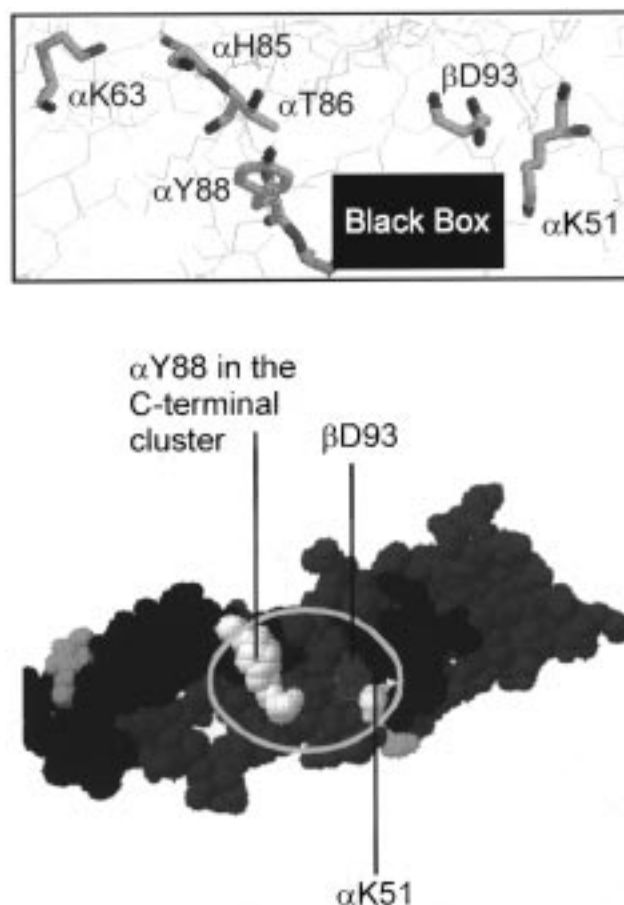 αH85
αK63
αT86
βD93
αY88
Black Box
αK51
αY88 in the
C-terminal
cluster
βD93
αK51